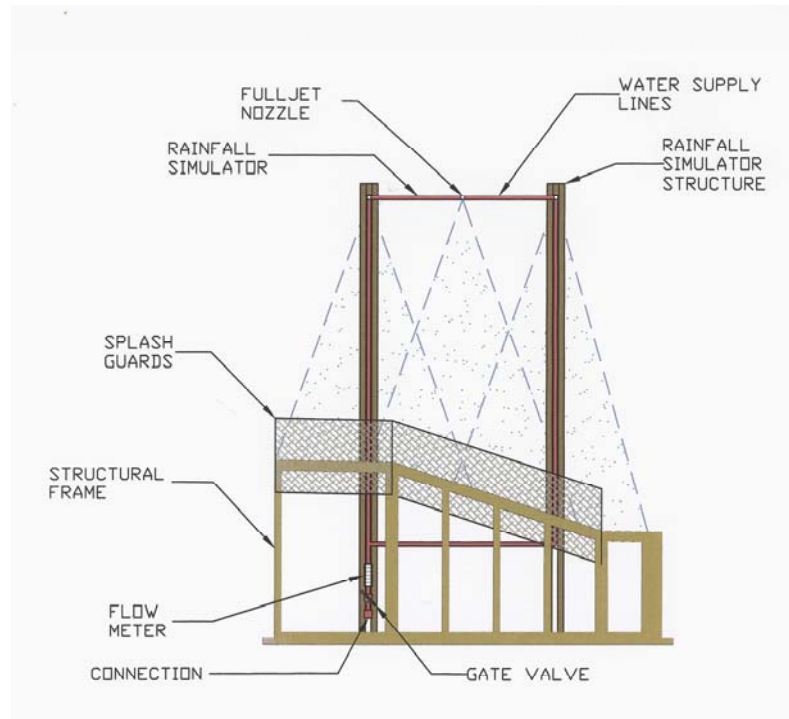 FULLJET
NOZZLE
WATER SUPPLY
LINES
RAINFALL
SIMULATOR
RAINFALL
SIMULATOR
STRUCTURE
SPLASH
GUARDS
STRUCTURAL
FRAME
FLOW
METER
CONNECTION
GATE VALVE